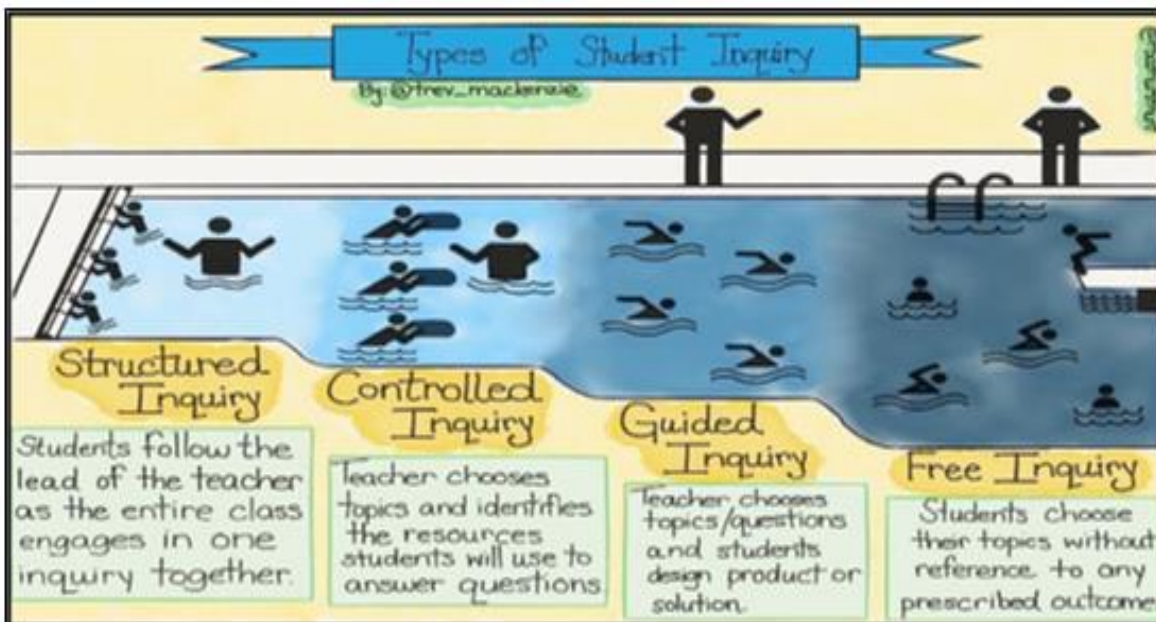 Types of Student Inquiry
By: @trev_mackenzie
Structured
Inquiry
Students follow the
lead of the teacher
as the entire class
engages in one
inquiry together.
Controlled
Inquiry
Teacher chooses
topics and identifies
the resources
students will use to
answer questions
Guided
Inquiry
Teacher chooses
topics/questions
and students
design product or
solution.
Free Inquiry
Students choose
their topics without
reference to any
prescribed outcome